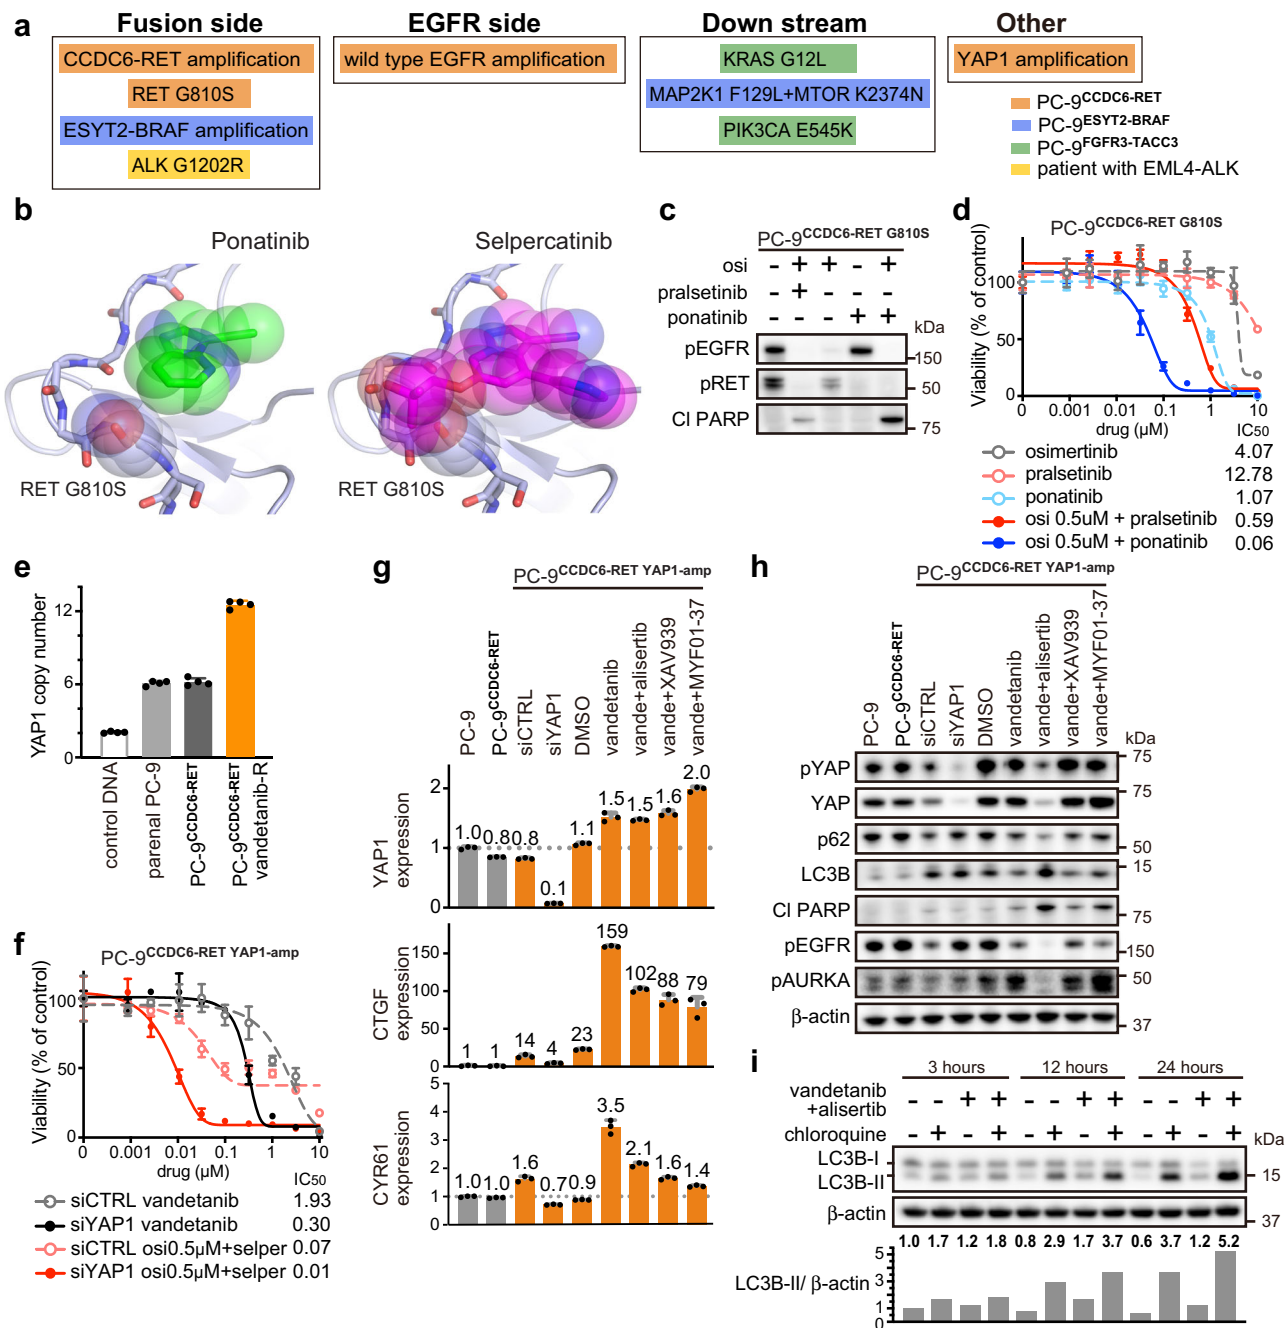 a
Fusion side
EGFR side
Down stream
Other
CCDC6-RET amplification
RET G810S
ESYT2-BRAF amplification
ALK G1202R
wild type EGFR amplification
KRAS G12L
MAP2K1 F129L+MTOR K2374N
PIK3CA E545K
YAP1 amplification
PC-9CCDC6-RET
PC-9ESYT2-BRAF
PC-9FGFR3-TACC3
patient with EML4-ALK
b
Ponatinib
Selpercatinib
RET G810S
RET G810S
c
PC-9CCDC6-RET G810S
osi - + + - +
pralsetinib - + - - -
ponatinib - - - + +
kDa
pEGFR
150
pRET
50
Cl PARP
75
d
PC-9CCDC6-RET G810S
Viability (% of control)
100
50
0
0 0.001 0.01 0.1 1 10
drug (µM)
IC50
osimertinib 4.07
pralsetinib 12.78
ponatinib 1.07
osi 0.5uM + pralsetinib 0.59
osi 0.5uM + ponatinib 0.06
e
YAP1 copy number
12
6
0
control DNA
parenal PC-9
PC-9CCDC6-RET
PC-9CCDC6-RET
vandetanib-R
f
PC-9CCDC6-RET YAP1-amp
Viability (% of control)
100
50
0
0 0.001 0.01 0.1 1 10
drug (µM)
IC50
siCTRL vandetanib 1.93
siYAP1 vandetanib 0.30
siCTRL osi0.5µM+selper 0.07
siYAP1 osi0.5µM+selper 0.01
g
PC-9CCDC6-RET YAP1-amp
PC-9
PC-9CCDC6-RET
siCTRL
siYAP1
DMSO
vandetanib
vande+alisertib
vande+XAV939
vande+MYF01-37
YAP1
expression
2
1
0
1.0 0.8 0.8 0.1 1.1 1.5 1.5 1.6 2.0
CTGF
expression
150
100
50
0
1 1 14 4 23 159 102 88 79
CYR61
expression
5
4
3
2
1
0
1.0 1.0 1.6 0.7 0.9 3.5 2.1 1.6 1.4
h
PC-9CCDC6-RET YAP1-amp
PC-9
PC-9CCDC6-RET
siCTRL
siYAP1
DMSO
vandetanib
vande+alisertib
vande+XAV939
vande+MYF01-37
kDa
pYAP
75
YAP
75
p62
50
LC3B
15
Cl PARP
75
pEGFR
150
pAURKA
50
β-actin
37
i
3 hours 12 hours 24 hours
vandetanib
+alisertib
- - + + - - + + - - + +
chloroquine - + - + - + - + - + - +
kDa
LC3B-I
LC3B-II
15
β-actin
37
1.0 1.7 1.2 1.8 0.8 2.9 1.7 3.7 0.6 3.7 1.2 5.2
LC3B-II/ β-actin
5
3
1
0